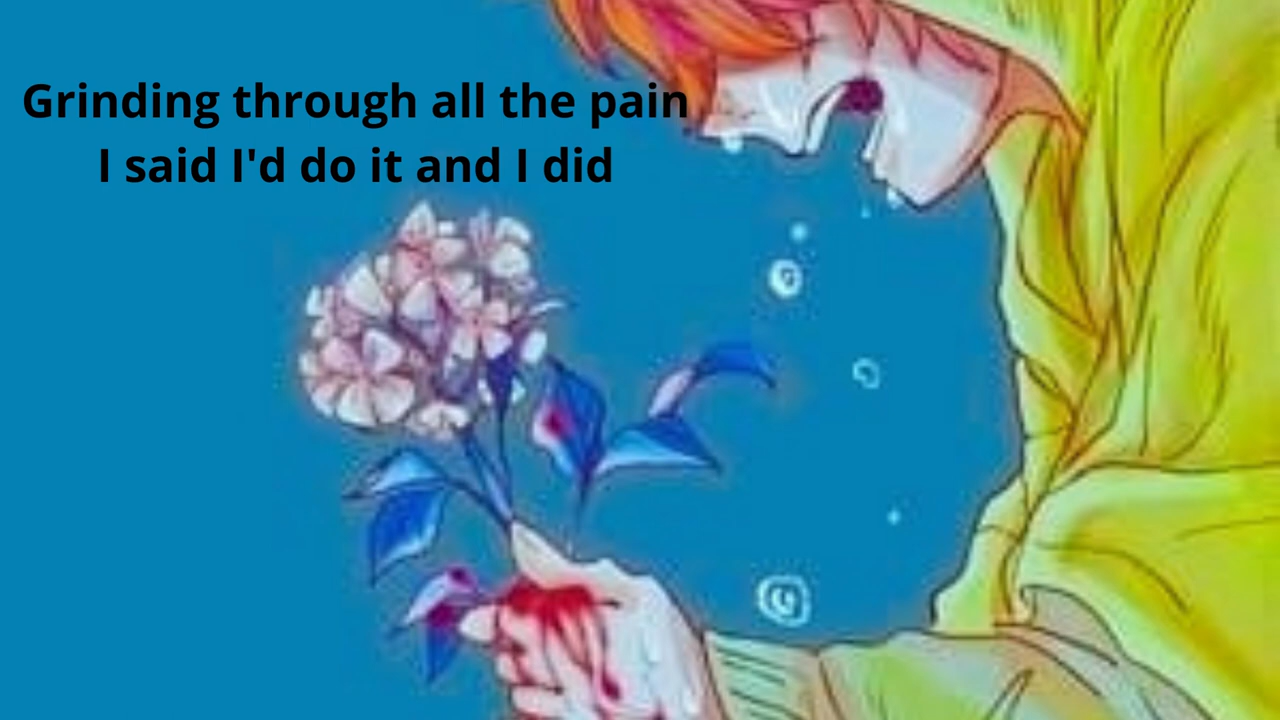 Grinding through all the pain
I said I'd do it and I did